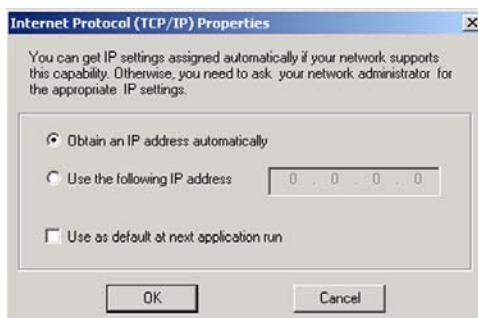 Internet Protocol (TCP/IP) Properties
You can get IP settings assigned automatically if your network supports
this capability. Otherwise, you need to ask your network administrator for
the appropriate IP settings.
Obtain an IP address automatically
Use the following IP address
0 . 0 . 0 . 0
Use as default at next application run
OK
Cancel